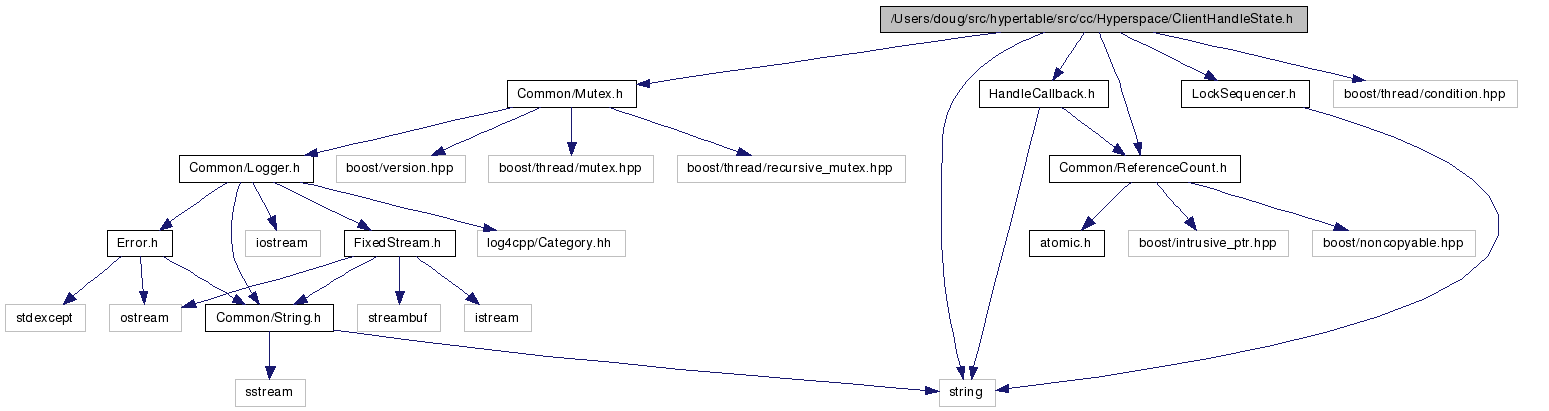 /Users/doug/src/hypertable/src/cc/Hyperspace/ClientHandleState.h
Common/Mutex.h
HandleCallback.h
LockSequencer.h
boost/thread/condition.hpp
Common/Logger.h
boost/version.hpp
boost/thread/mutex.hpp
boost/thread/recursive_mutex.hpp
Common/ReferenceCount.h
Error.h
iostream
FixedStream.h
log4cpp/Category.hh
atomic.h
boost/intrusive_ptr.hpp
boost/noncopyable.hpp
stdexcept
ostream
Common/String.h
streambuf
istream
sstream
string